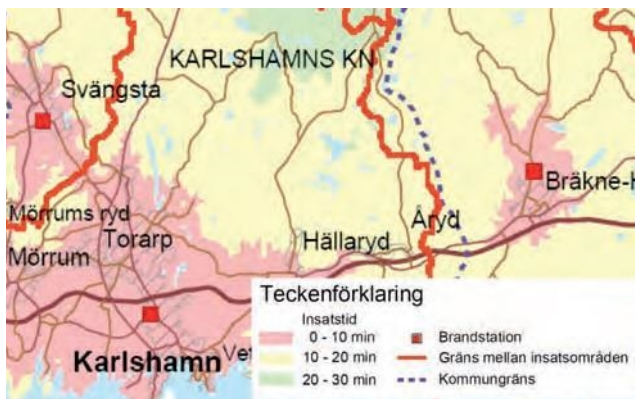 KARLSHAMNS KN
Svängsta
Bräkne-H
Mörrums ryd
Torarp
Hällaryd
Åryd
Mörrum
Karlshamn
Ve
Teckenförklaring
Insatstid
0 - 10 min
10 - 20 min
20 - 30 min
Brandstation
Gräns mellan insatsområden
Kommungräns